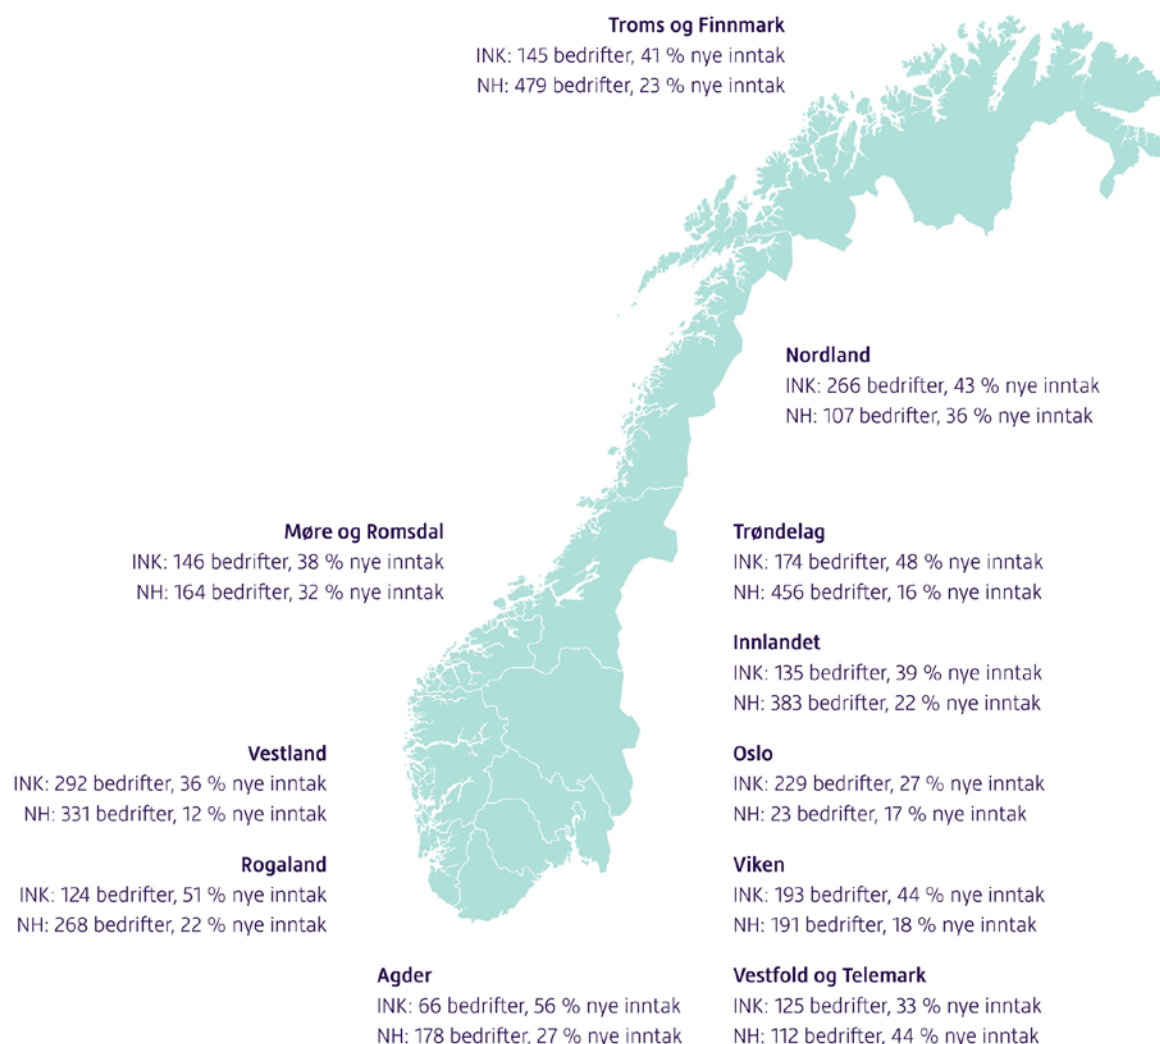 Troms og Finnmark
INK: 145 bedrifter, 41 % nye inntak
NH: 479 bedrifter, 23 % nye inntak
Nordland
INK: 266 bedrifter, 43 % nye inntak
NH: 107 bedrifter, 36 % nye inntak
Møre og Romsdal
INK: 146 bedrifter, 38 % nye inntak
NH: 164 bedrifter, 32 % nye inntak
Trøndelag
INK: 174 bedrifter, 48 % nye inntak
NH: 456 bedrifter, 16 % nye inntak
Innlandet
INK: 135 bedrifter, 39 % nye inntak
NH: 383 bedrifter, 22 % nye inntak
Vestland
INK: 292 bedrifter, 36 % nye inntak
NH: 331 bedrifter, 12 % nye inntak
Oslo
INK: 229 bedrifter, 27 % nye inntak
NH: 23 bedrifter, 17 % nye inntak
Rogaland
INK: 124 bedrifter, 51 % nye inntak
NH: 268 bedrifter, 22 % nye inntak
Viken
INK: 193 bedrifter, 44 % nye inntak
NH: 191 bedrifter, 18 % nye inntak
Agder
INK: 66 bedrifter, 56 % nye inntak
NH: 178 bedrifter, 27 % nye inntak
Vestfold og Telemark
INK: 125 bedrifter, 33 % nye inntak
NH: 112 bedrifter, 44 % nye inntak